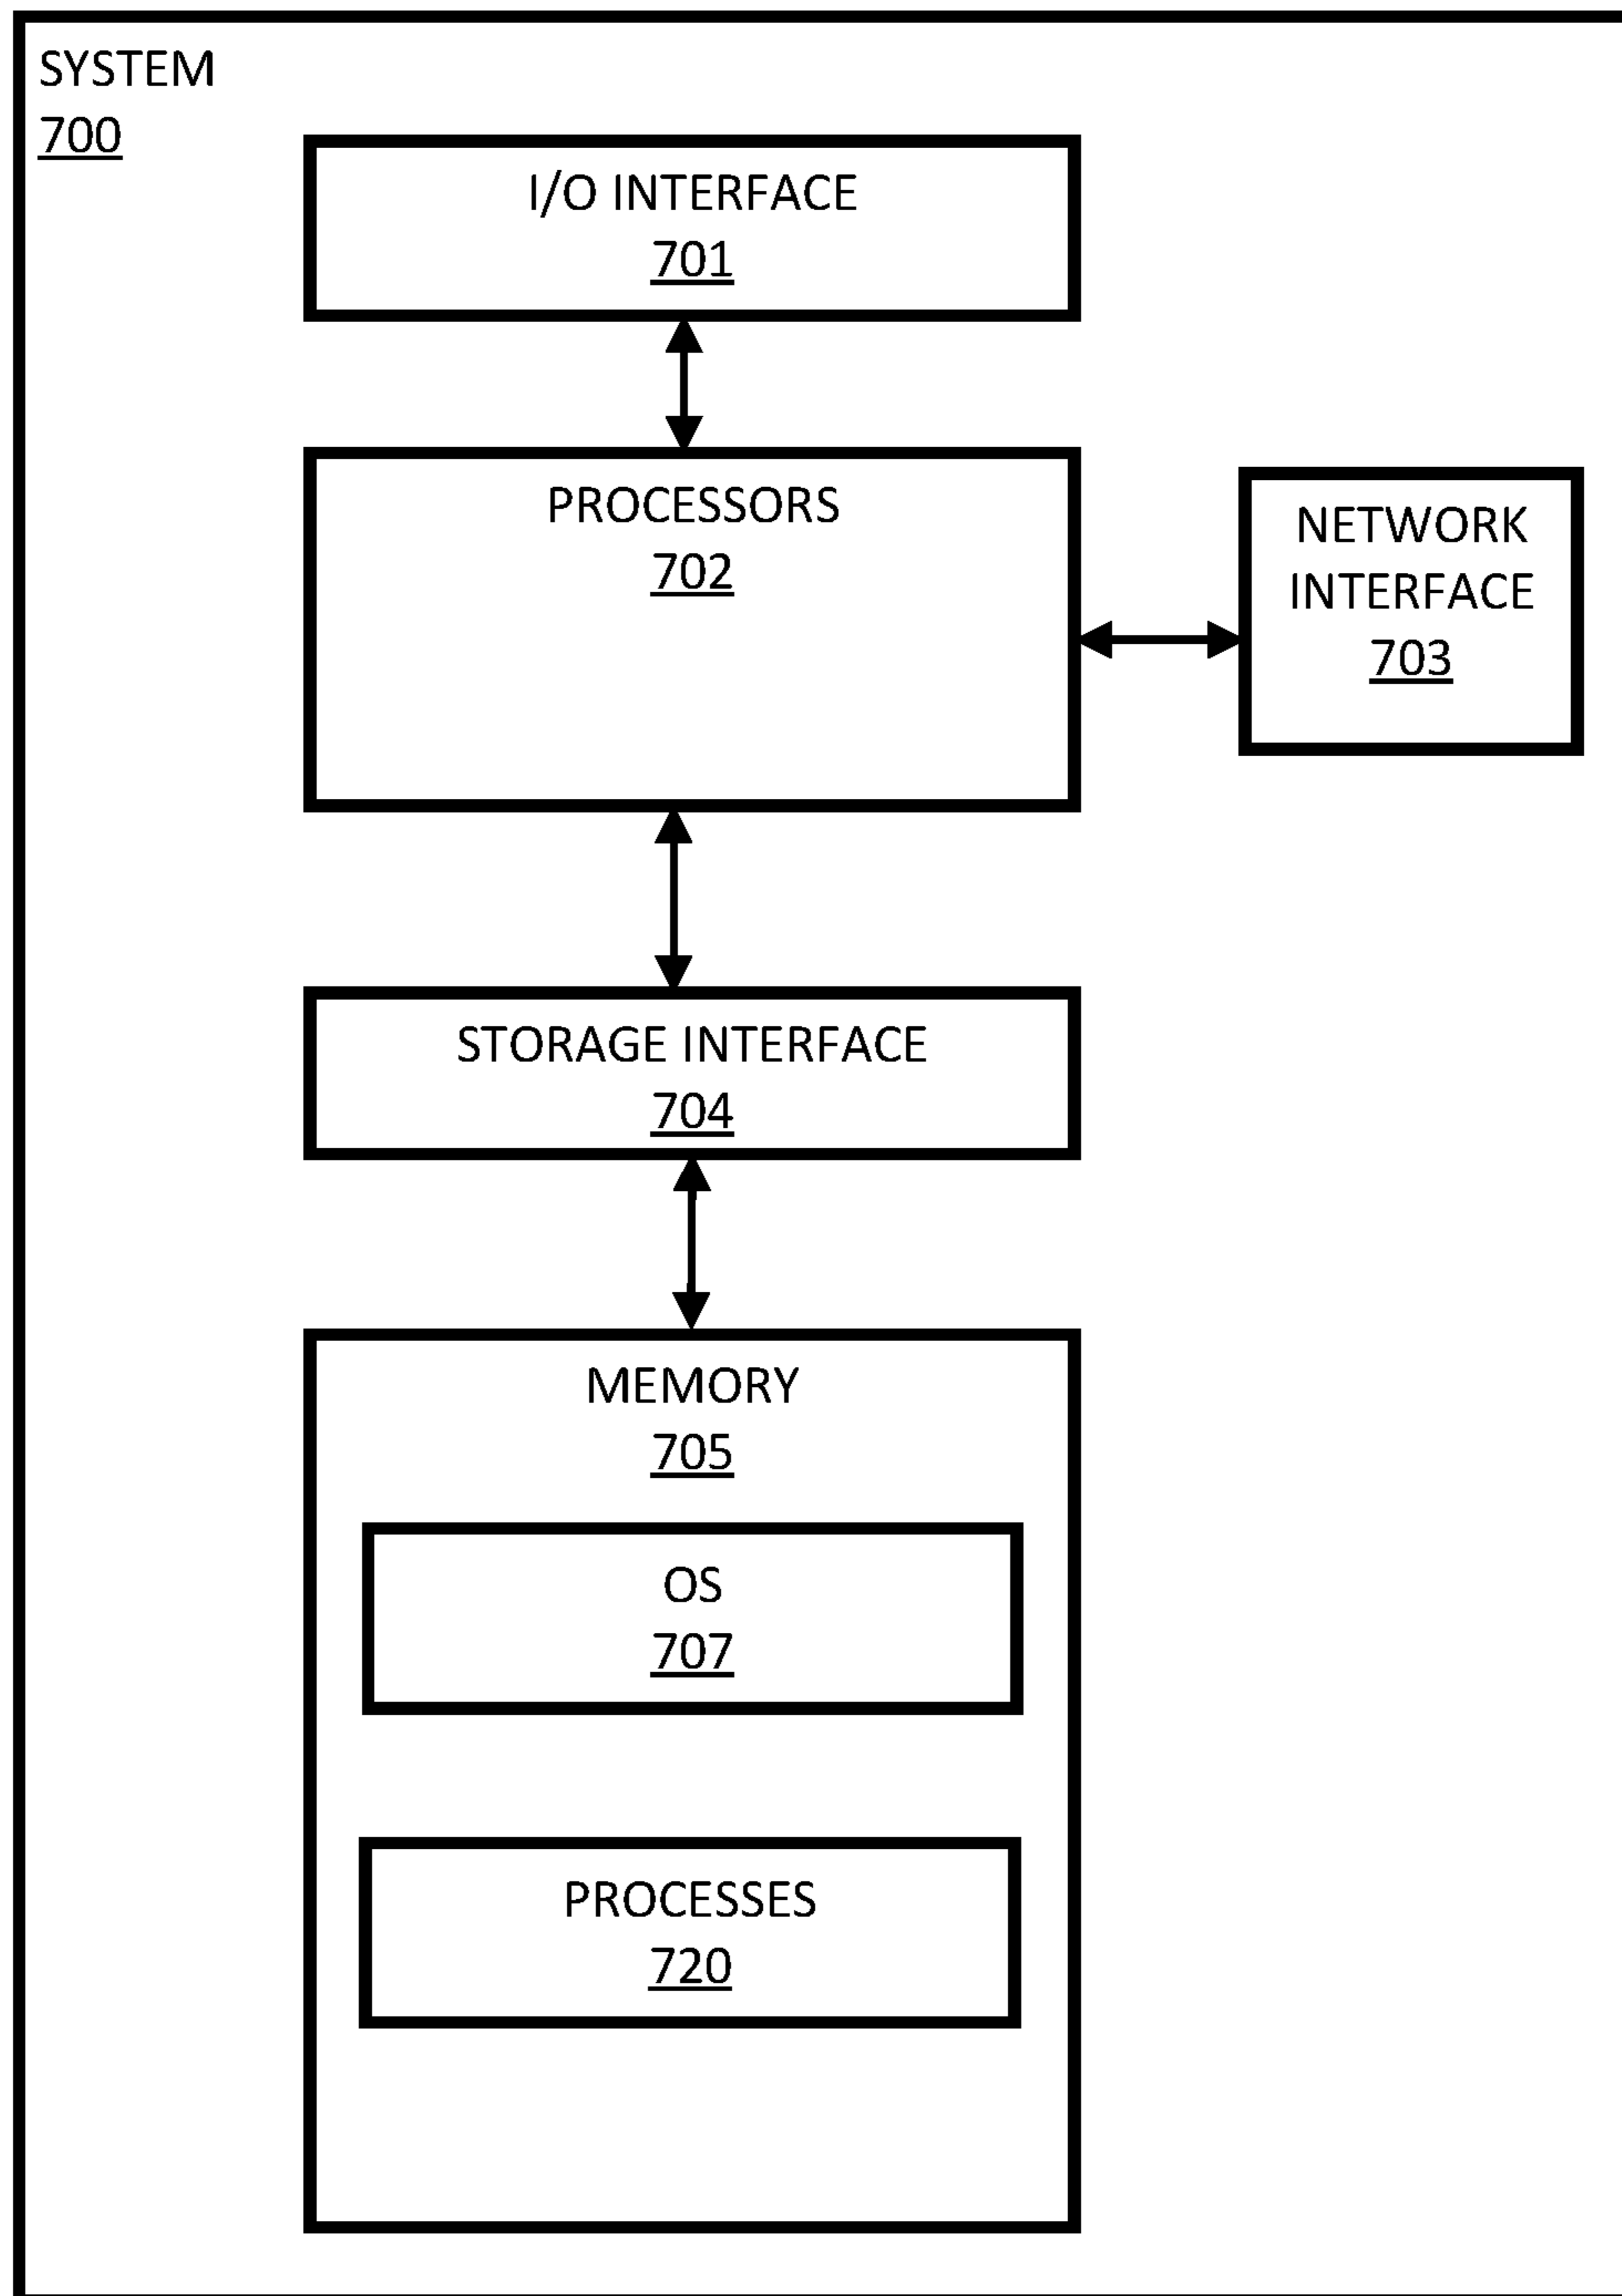 SYSTEM
700
I/O INTERFACE
701
PROCESSORS
702
NETWORK
INTERFACE
703
STORAGE INTERFACE
704
MEMORY
705
OS
707
PROCESSES
720